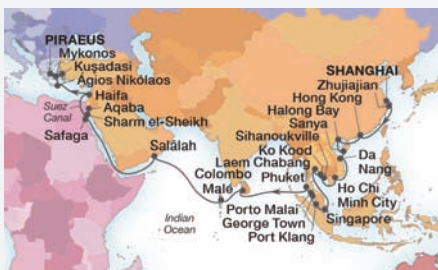 PIRAEUS
Mykonos
Kuşadasi
Ágios Nikólaos
Haifa
Suez
Canal
Aqaba
Safaga
Sharm el-Sheikh
Salālah
SHANGHAI
Zhujiajian
Hong Kong
Halong Bay
Sanya
Sihanoukville
Ko Kood
Laem Chabang
Phuket
Colombo
Malé
Da
Nang
Ho Chi
Minh City
Indian
Ocean
Porto Malai
George Town
Singapore
Port Klang